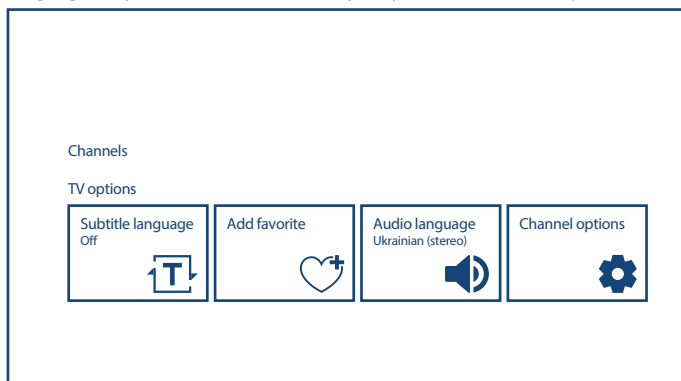 Channels
TV options
Subtitle language
Off
T
Add favorite
Audio language
Ukrainian (stereo)
Channel options